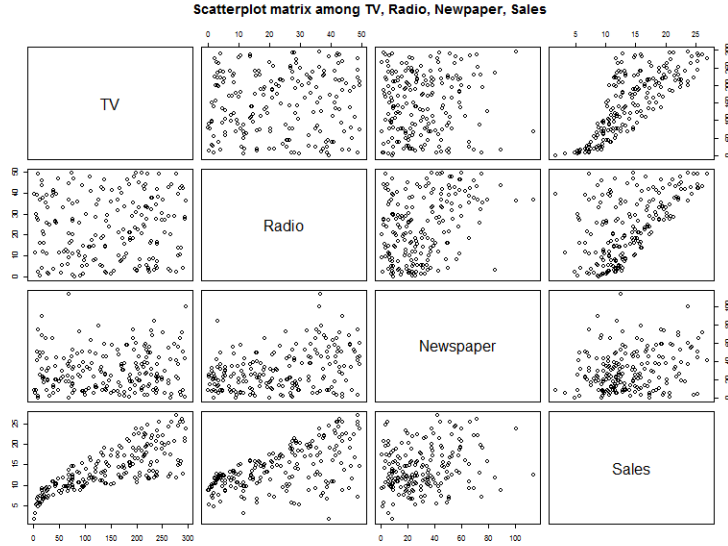 Scatterplot matrix among TV, Radio, Newpaper, Sales
0 10 20 30 40 50
5 10 15 20 25
TV
0 10 20 30 40 50
Radio
Newspaper
5 10 15 20 25
Sales
0 50 100 150 200 250 300
0 20 40 60 80 100